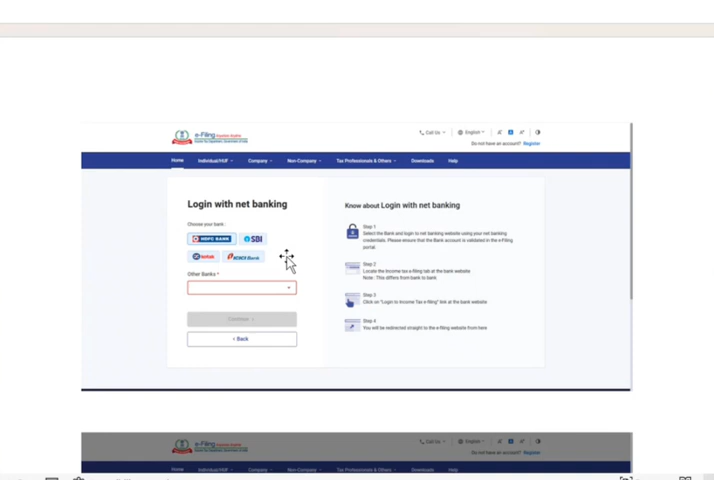 e-Filing
Call Us
English
Do not have an account? Register
Home Individual/HUF Company Non-Company Tax Professionals & Others Downloads Help
Login with net banking
Choose your bank:
HDFC BANK SBI
kotak ICICI Bank
Other Banks *
Continue >
< Back
Know about Login with net banking
Step 1
Select the Bank and login to net banking website using your net banking
credentials. Please ensure that the Bank account is validated in the e-Filing
portal
Step 2
Locate the income tax e-filing tab at the bank website
Note : This differs from bank to bank
Step 3
Click on "Login to Income Tax e-filing" link at the bank website
Step 4
You will be redirected straight to the e-filing website from here
e-Filing
Call Us
English
Do not have an account? Register
Home Individual/HUF Company Non-Company Tax Professionals & Others Downloads Help